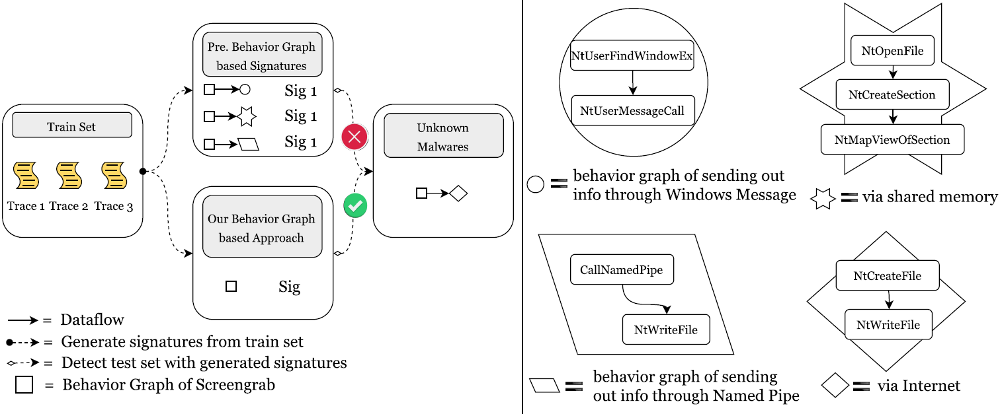 Pre. Behavior Graph
based Signatures
Sig 1
Sig 1
Sig 1
Train Set
Trace 1 Trace 2 Trace 3
Unknown
Malwares
Our Behavior Graph
based Approach
Sig
= Dataflow
= Generate signatures from train set
= Detect test set with generated signatures
= Behavior Graph of Screengrab
NtUserFindWindowEx
NtUserMessageCall
= behavior graph of sending out
info through Windows Message
NtOpenFile
NtCreateSection
NtMapViewOfSection
= via shared memory
CallNamedPipe
NtWriteFile
= behavior graph of sending
out info through Named Pipe
NtCreateFile
NtWriteFile
= via Internet